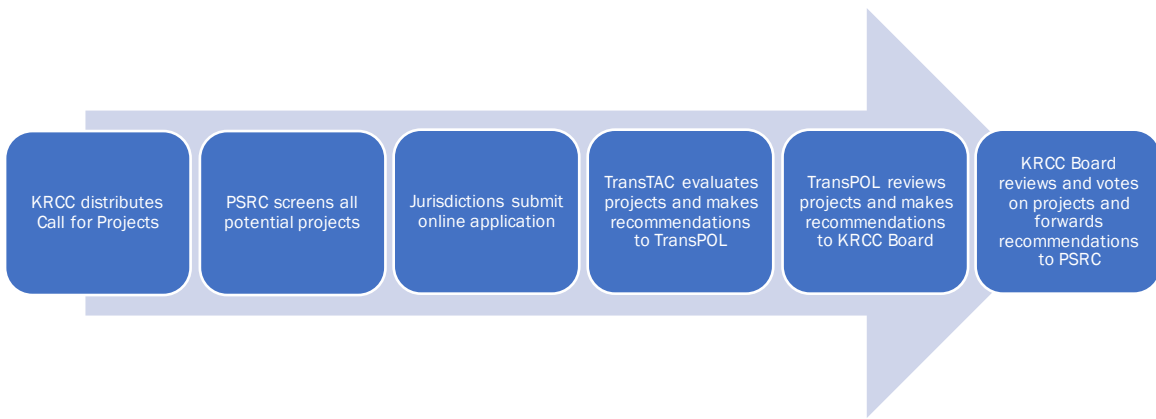 KRCC distributes
Call for Projects
PSRC screens all
potential projects
Jurisdictions submit
online application
TransTAC evaluates
projects and makes
recommendations
to TransPOL
TransPOL reviews
projects and makes
recommendations
to KRCC Board
KRCC Board
reviews and votes
on projects and
forwards
recommendations
to PSRC